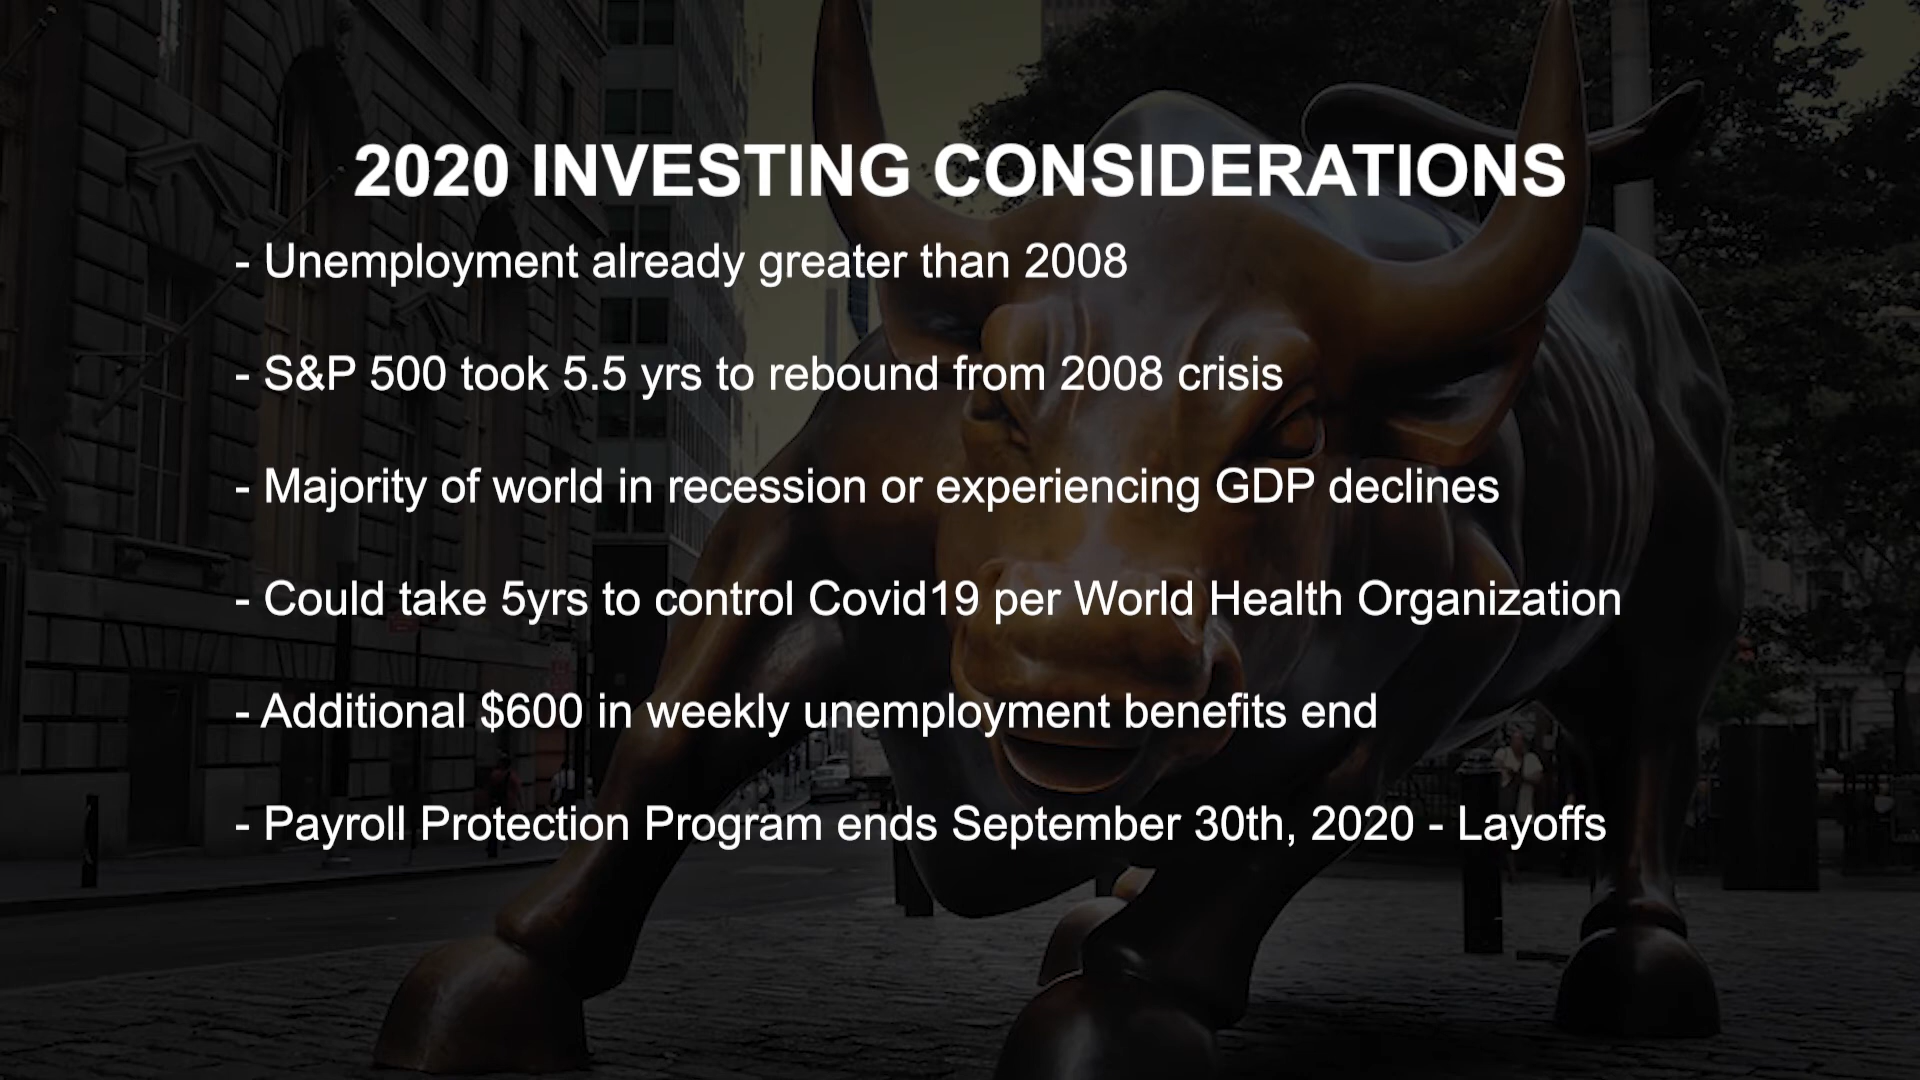 2020 INVESTING CONSIDERATIONS
- Unemployment already greater than 2008
- S&P 500 took 5.5 yrs to rebound from 2008 crisis
- Majority of world in recession or experiencing GDP declines
- Could take 5yrs to control Covid19 per World Health Organization
- Additional $600 in weekly unemployment benefits end
- Payroll Protection Program ends September 30th, 2020 - Layoffs